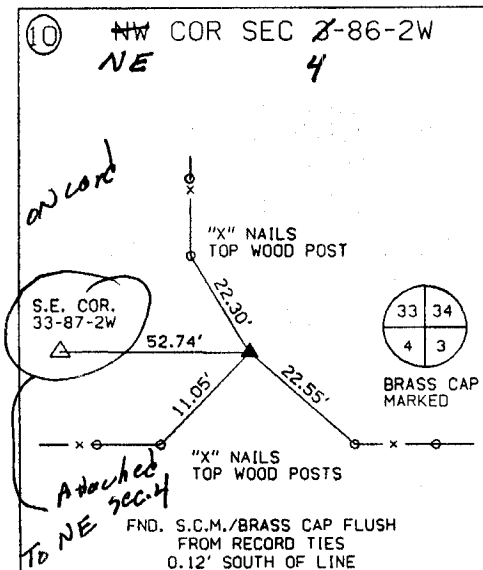 10 NW COR SEC 3-86-2W
NE 4
on card
"X" NAILS
TOP WOOD POST
22.30'
S.E. COR.
33-87-2W
52.74'
33 34
4 3
BRASS CAP
MARKED
11.05'
22.55'
"X" NAILS
TOP WOOD POSTS
Attached
To NE sec. 4
FND. S.C.M./BRASS CAP FLUSH
FROM RECORD TIES
0.12' SOUTH OF LINE